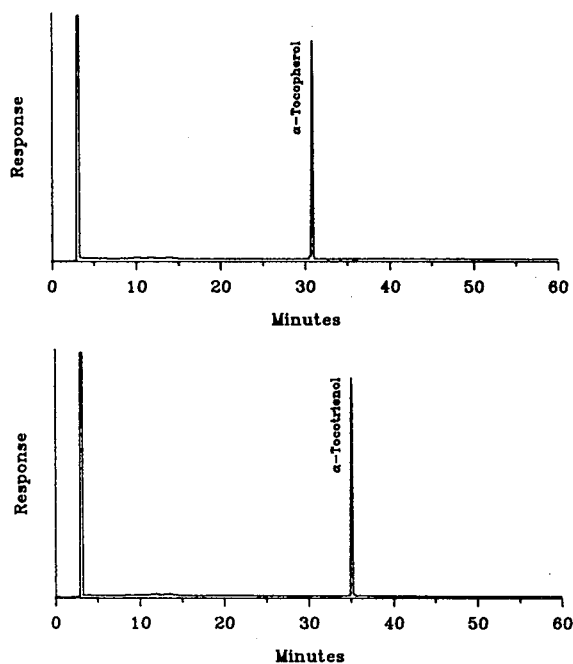 Response
α-Tocopherol
0 10 20 30 40 50 60
Minutes
Response
α-Tocotrienol
0 10 20 30 40 50 60
Minutes